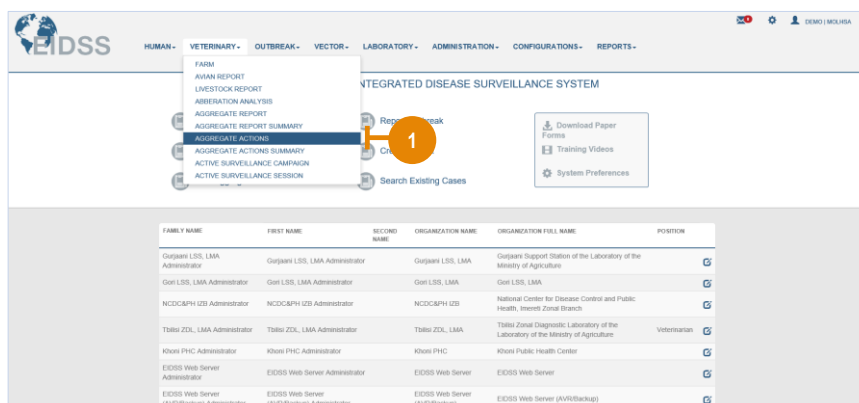 EIDSS
DEMO | MOLHSA
HUMAN VETERINARY OUTBREAK VECTOR LABORATORY ADMINISTRATION CONFIGURATIONS REPORTS
FARM
AVIAN REPORT
LIVESTOCK REPORT
ABBERATION ANALYSIS
AGGREGATE REPORT
AGGREGATE REPORT SUMMARY
AGGREGATE ACTIONS
AGGREGATE ACTIONS SUMMARY
ACTIVE SURVEILLANCE CAMPAIGN
ACTIVE SURVEILLANCE SESSION
NTEGRATED DISEASE SURVEILLANCE SYSTEM
1
Search Existing Cases
Download Paper
Forms
Training Videos
System Preferences
FAMILY NAME FIRST NAME SECOND NAME ORGANIZATION NAME ORGANIZATION FULL NAME POSITION
Gurjaani LSS, LMA
Administrator
Gurjaani LSS, LMA Administrator
Gurjaani LSS, LMA
Gurjaani Support Station of the Laboratory of the
Ministry of Agriculture
Gori LSS, LMA Administrator Gori LSS, LMA Administrator Gori LSS, LMA Gori LSS, LMA
NCDC&PH IZB Administrator NCDC&PH IZB Administrator NCDC&PH IZB
National Center for Disease Control and Public
Health, Imereti Zonal Branch
Tbilisi ZDL, LMA Administrator Tbilisi ZDL, LMA Administrator Tbilisi ZDL, LMA
Tbilisi Zonal Diagnostic Laboratory of the
Laboratory of the Ministry of Agriculture
Veterinarian
Khoni PHC Administrator Khoni PHC Administrator Khoni PHC Khoni Public Health Center
EIDSS Web Server
Administrator
EIDSS Web Server Administrator EIDSS Web Server EIDSS Web Server
EIDSS Web Server EIDSS Web Server EIDSS Web Server
EIDSS Web Server (AVR/Backup)